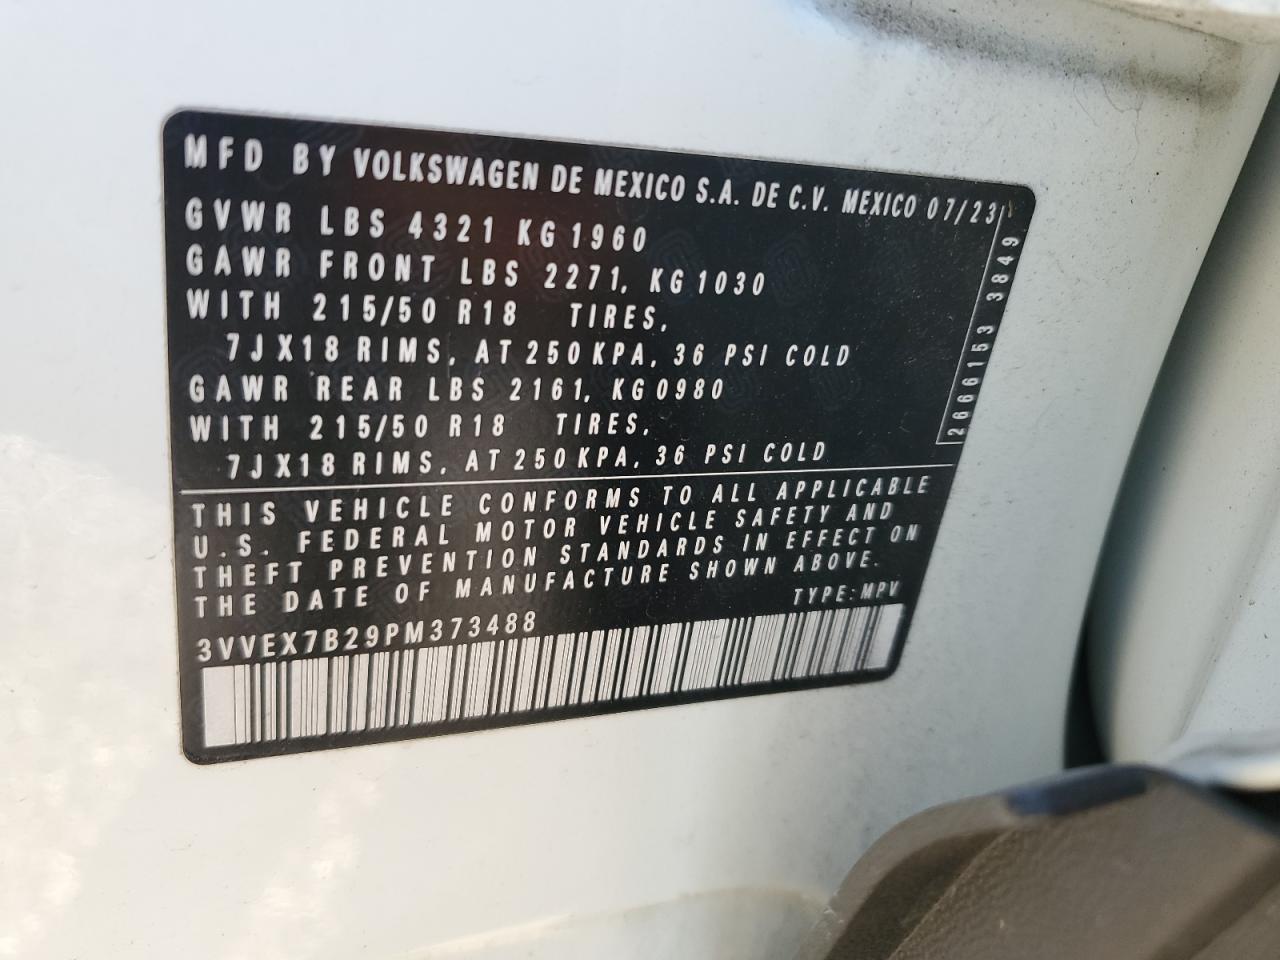 MFD BY VOLKSWAGEN DE MEXICO S.A. DE C.V. MEXICO 07/23
GVWR LBS 4321 KG 1960
GAWR FRONT LBS 2271, KG 1030
WITH 215/50 R18 TIRES,
7JX18 RIMS, AT 250 KPA, 36 PSI COLD
GAWR REAR LBS 2161, KG 0980
WITH 215/50 R18 TIRES,
7JX18 RIMS, AT 250 KPA, 36 PSI COLD
2666153 3849
THIS VEHICLE CONFORMS TO ALL APPLICABLE
U.S. FEDERAL MOTOR VEHICLE SAFETY AND
THEFT PREVENTION STANDARDS IN EFFECT ON
THE DATE OF MANUFACTURE SHOWN ABOVE.
TYPE: MPV
3VVEX7B29PM373488